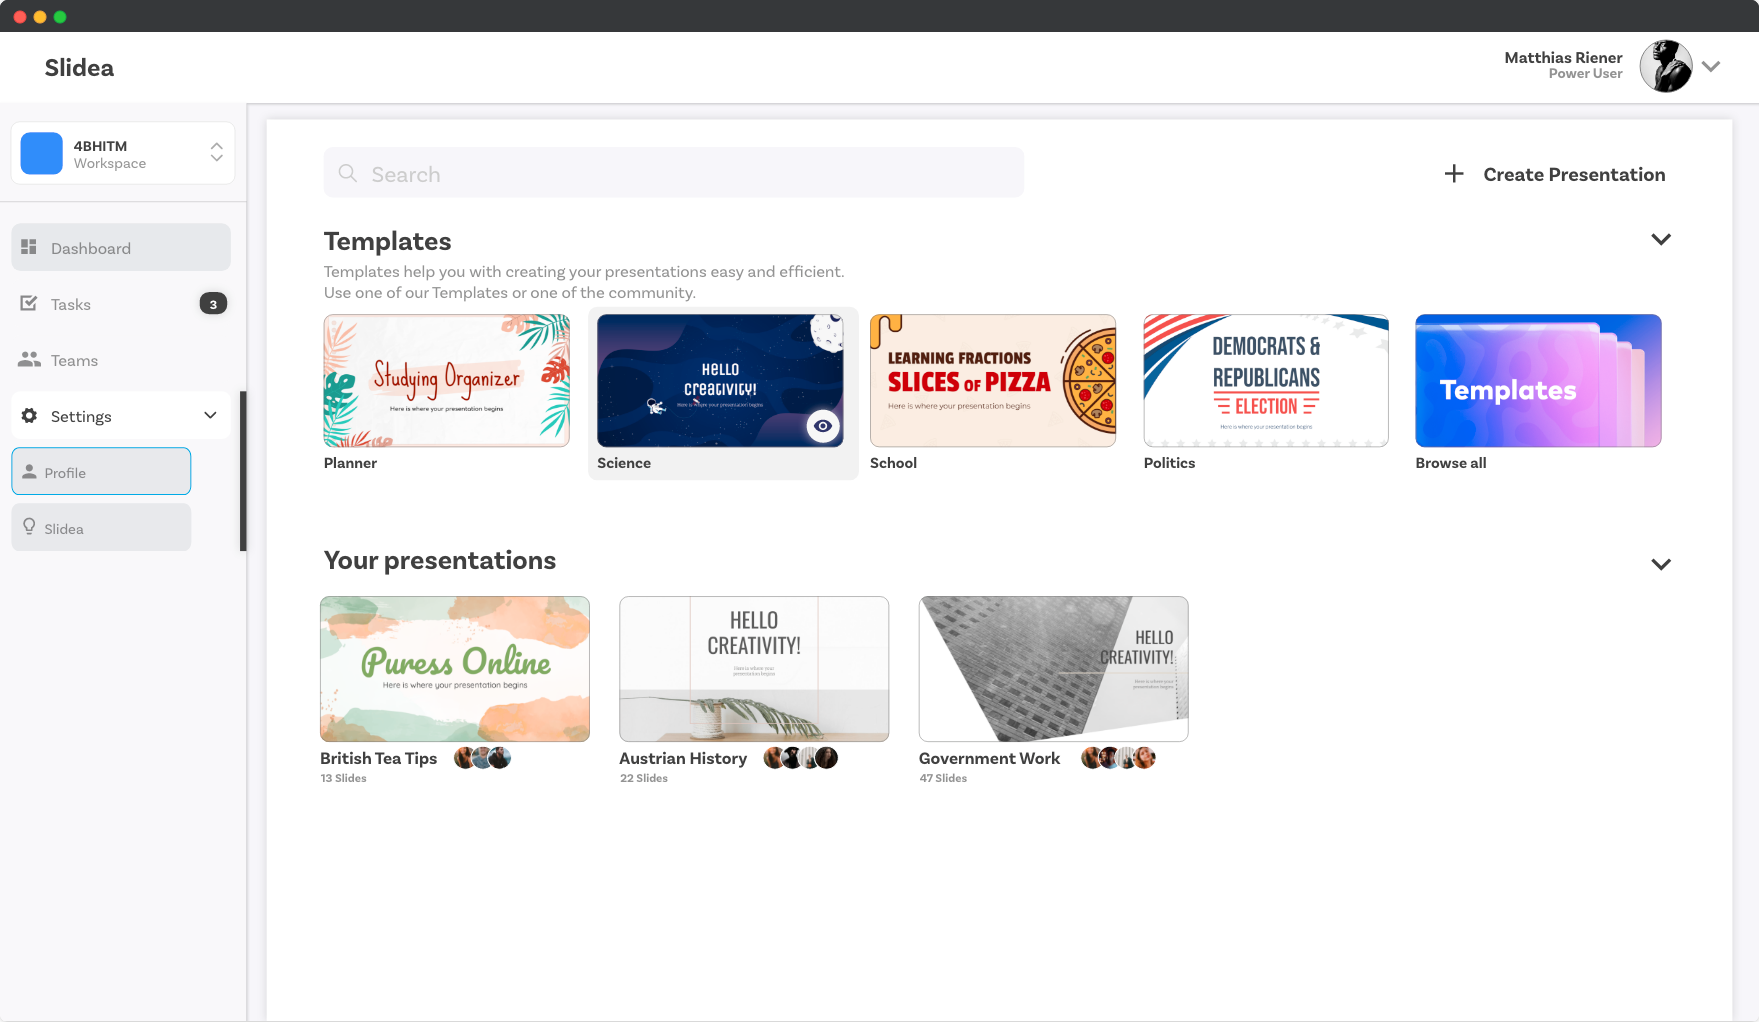 Slidea
Matthias Riener
Power User
4BHITM
Workspace
Dashboard
Tasks
3
Teams
Settings
Profile
Slidea
Search
Create Presentation
Templates
Templates help you with creating your presentations easy and efficient.
Use one of our Templates or one of the community.
Studying Organizer
Here is where your presentation begins
Planner
HELLO
CREATIVITY!
Here is where your presentation begins
Science
LEARNING FRACTIONS
SLICES OF PIZZA
Here is where your presentation begins
School
DEMOCRATS &
REPUBLICANS
ELECTION
Here is where your presentation begins
Politics
Templates
Browse all
Your presentations
Puress Online
Here is where your presentation begins
British Tea Tips
13 Slides
HELLO
CREATIVITY!
Here is where your
presentation begins
Austrian History
22 Slides
HELLO
CREATIVITY!
Here is where your
presentation begins
Government Work
47 Slides